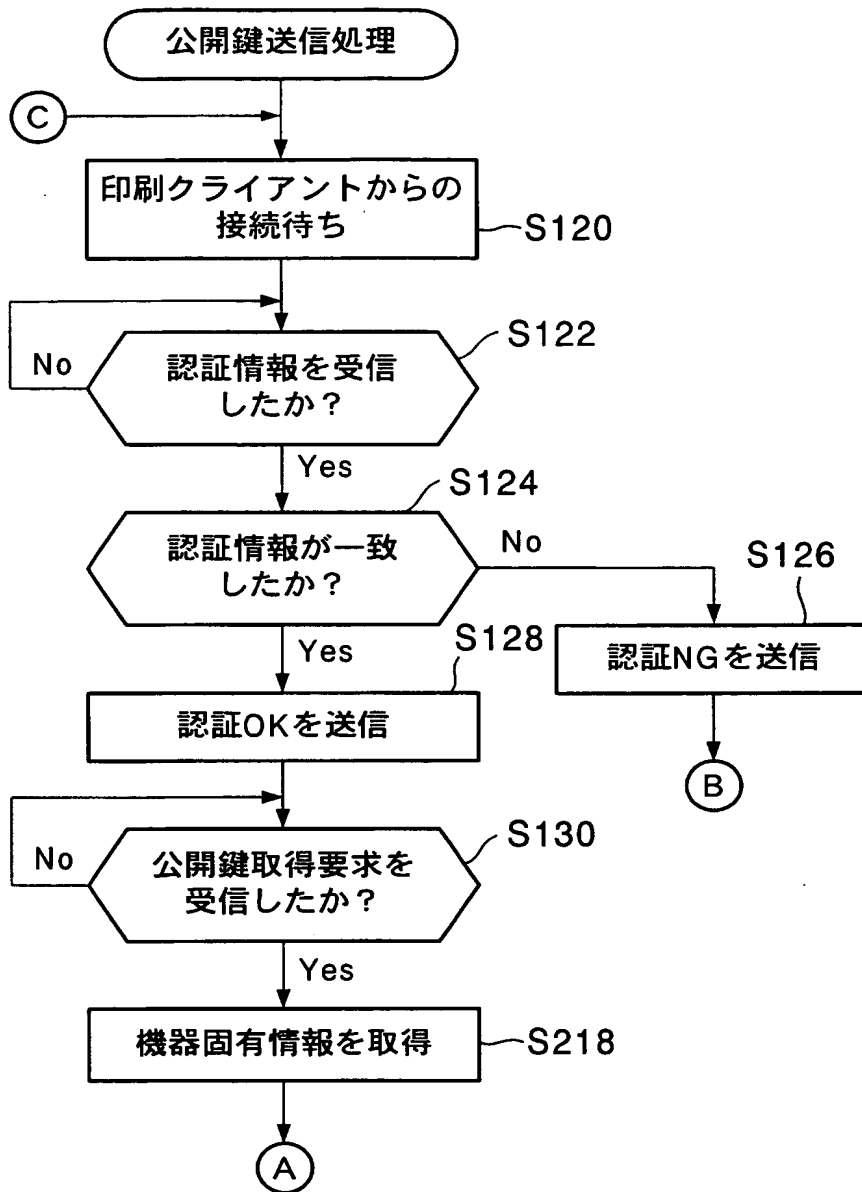 公開鍵送信処理
C
印刷クライアントからの
接続待ち
S120
S122
認証情報を受信
したか？
No
Yes
S124
認証情報が一致
したか？
No
S126
認証NGを送信
Yes
S128
認証OKを送信
B
S130
公開鍵取得要求を
受信したか？
No
Yes
機器固有情報を取得
S218
A